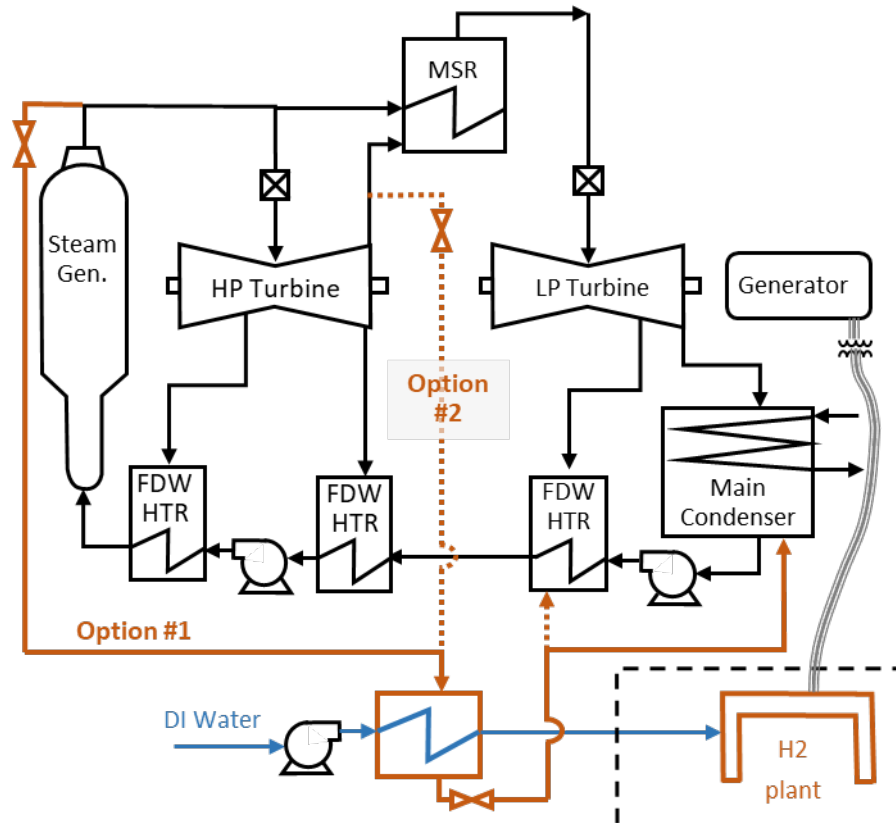 MSR
Steam
Gen.
HP Turbine
LP Turbine
Generator
Option
#2
FDW
HTR
FDW
HTR
FDW
HTR
Main
Condenser
Option #1
DI Water
H2
plant